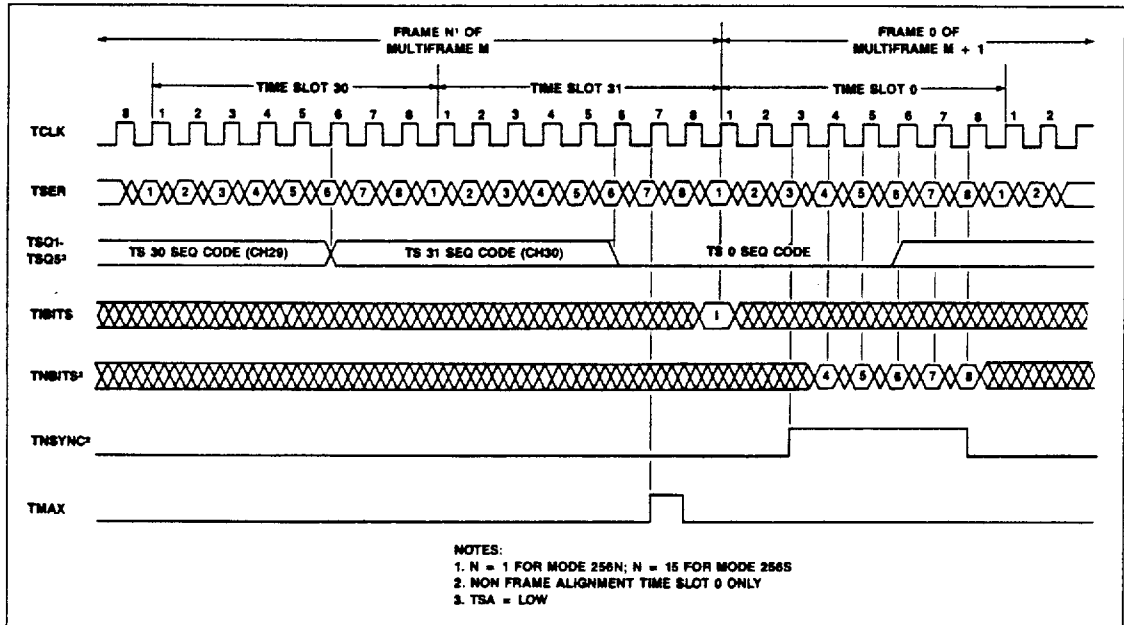 FRAME N¹ OF
MULTIFRAME M
FRAME 0 OF
MULTIFRAME M + 1
TIME SLOT 30
TIME SLOT 31
TIME SLOT 0
8 1 2 3 4 5 6 7 8 1 2 3 4 5 6 7 8 1 2 3 4 5 6 7 8 1 2
TCLK
TSER
1 2 3 4 5 6 7 8 1 2 3 4 5 6 7 8 1 2 3 4 5 6 7 8 1 2
TSQ1-
TSQ5³
TS 30 SEQ CODE (CH29)
TS 31 SEQ CODE (CH30)
TS 0 SEQ CODE
TIBITS
I
TNBITS²
4 5 6 7 8
TNSYNC²
TMAX
NOTES:
1. N = 1 FOR MODE 256N; N = 15 FOR MODE 256S
2. NON FRAME ALIGNMENT TIME SLOT 0 ONLY
3. TSA = LOW